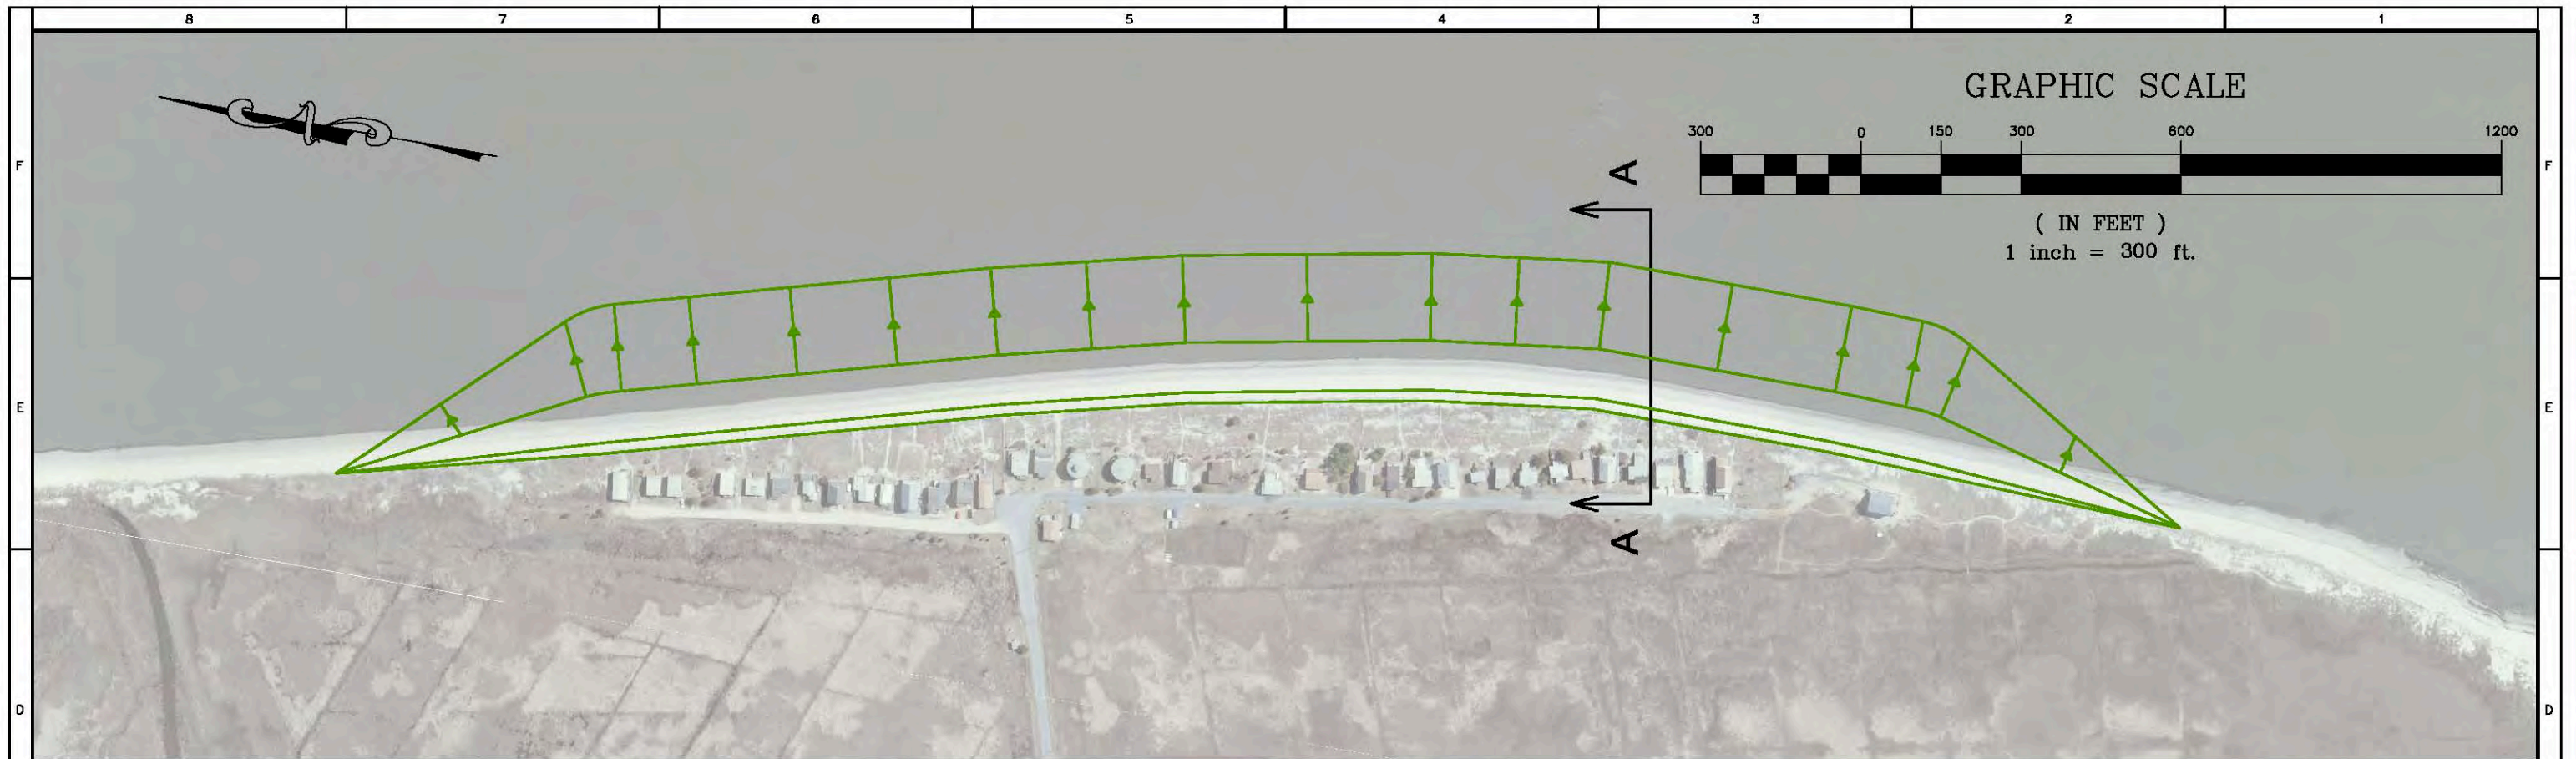 8 7 6 5 4 3 2 1
GRAPHIC SCALE
300 0 150 300 600 1200
F F
A
( IN FEET )
1 inch = 300 ft.
E E
A
D D
N